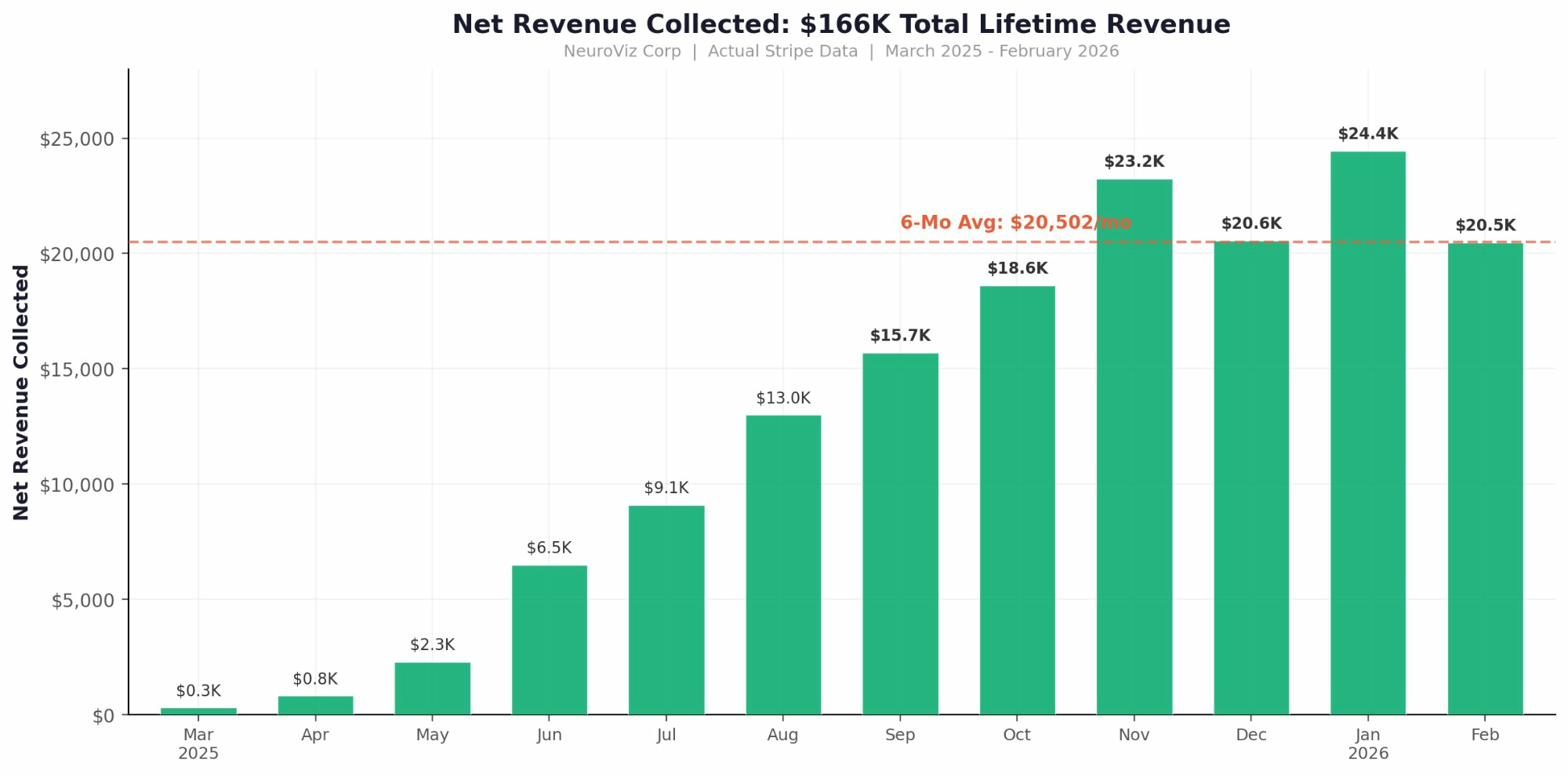 Net Revenue Collected: $166K Total Lifetime Revenue
NeuroViz Corp | Actual Stripe Data | March 2025 - February 2026
Net Revenue Collected
$25,000
$20,000
$15,000
$10,000
$5,000
$0
6-Mo Avg: $20,502/mo
$0.3K
$0.8K
$2.3K
$6.5K
$9.1K
$13.0K
$15.7K
$18.6K
$23.2K
$20.6K
$24.4K
$20.5K
Mar
2025
Apr
May
Jun
Jul
Aug
Sep
Oct
Nov
Dec
Jan
2026
Feb